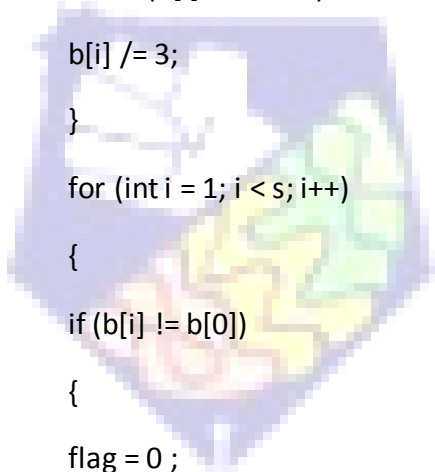 b[i] /= 3;
}
for (int i = 1; i < s; i++)
{
if (b[i] != b[0])
{
flag = 0 ;